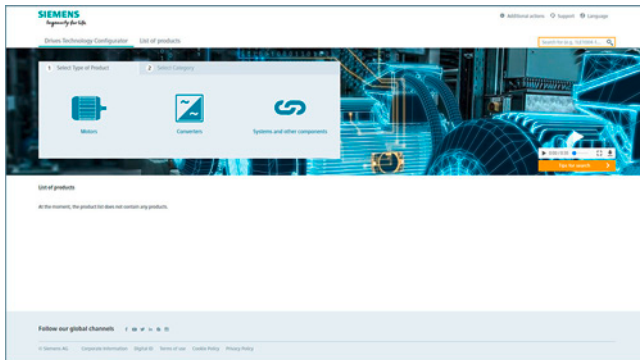 SIEMENS
Ingenuity for life
Additional actions Support Language
Drives Technology Configurator List of products
1 Select Type of Product 2 Select Category
Motors Converters Systems and other components
Tips for search
List of products
At the moment, the product list does not contain any products.
Follow our global channels
© Siemens AG Corporate Information Digital ID Terms of use Cookie Policy Privacy Policy